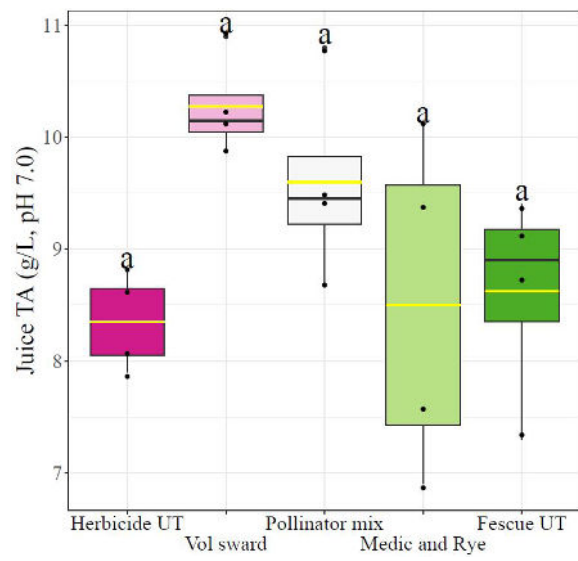 Juice TA (g/L, pH 7.0)
11
10
9
8
7
a
a
a
a
a
Herbicide UT
Vol sward
Pollinator mix
Medic and Rye
Fescue UT